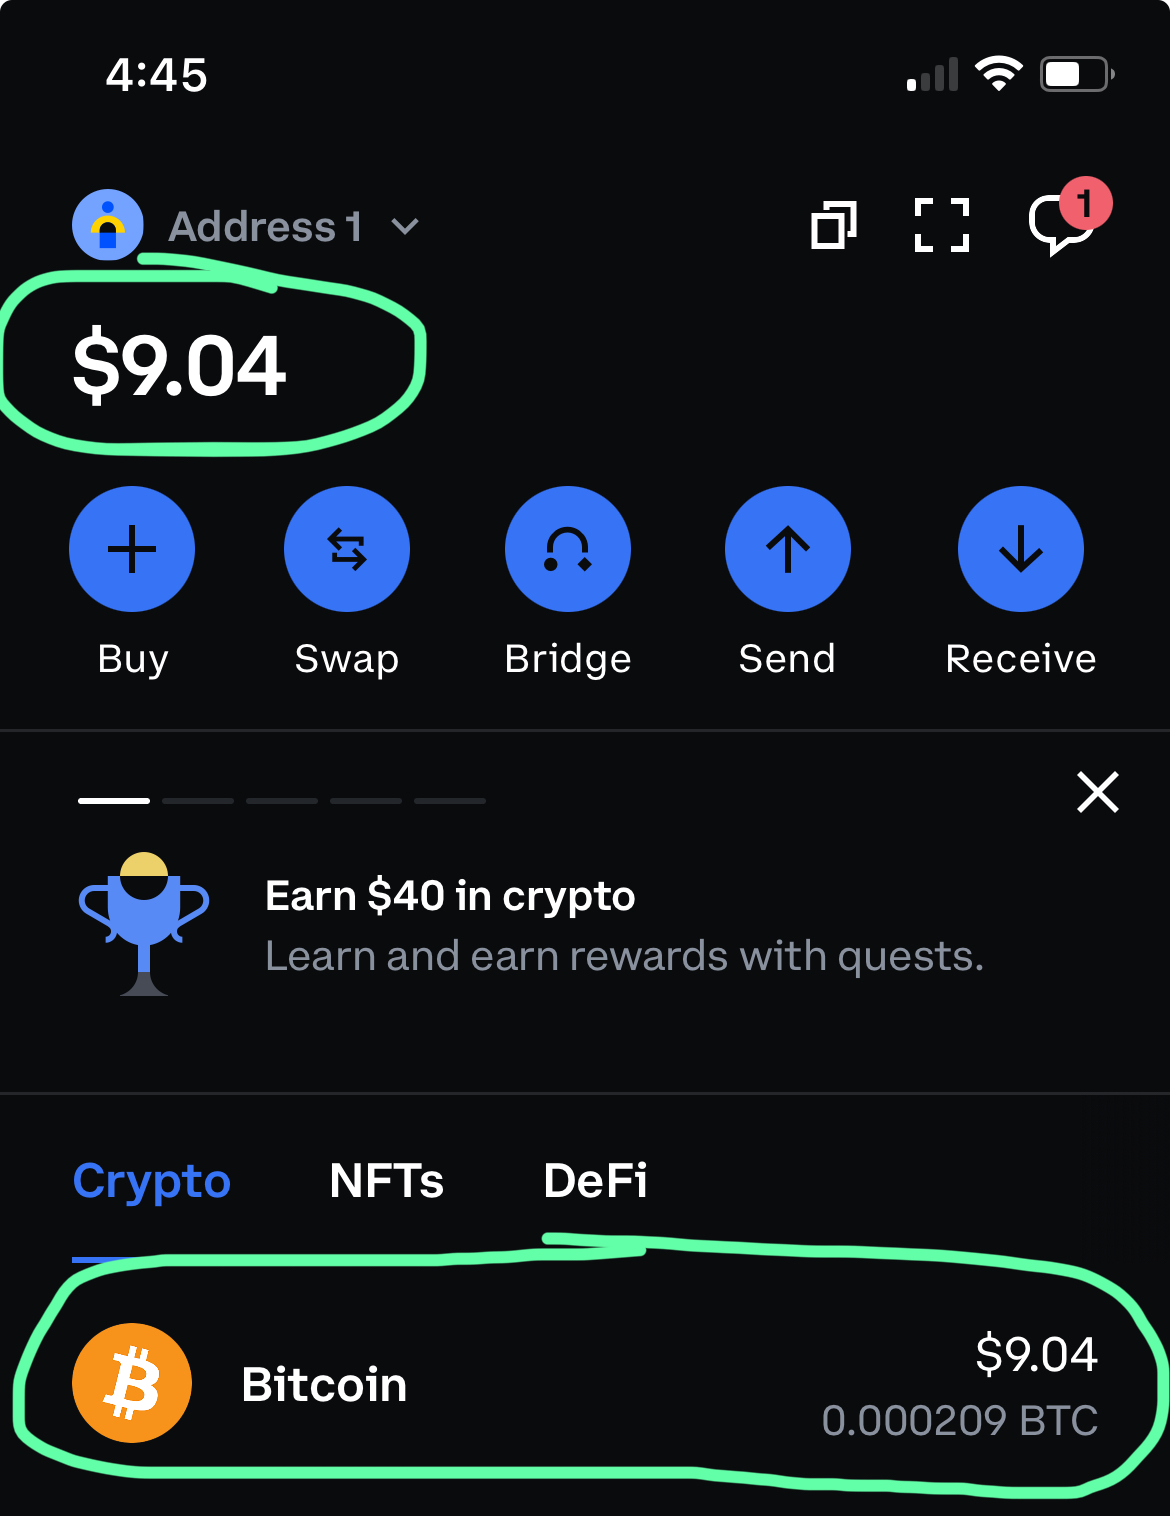 4:45
Address 1
1
$9.04
Buy Swap Bridge Send Receive
Earn $40 in crypto
Learn and earn rewards with quests.
Crypto NFTs DeFi
Bitcoin $9.04
0.000209 BTC